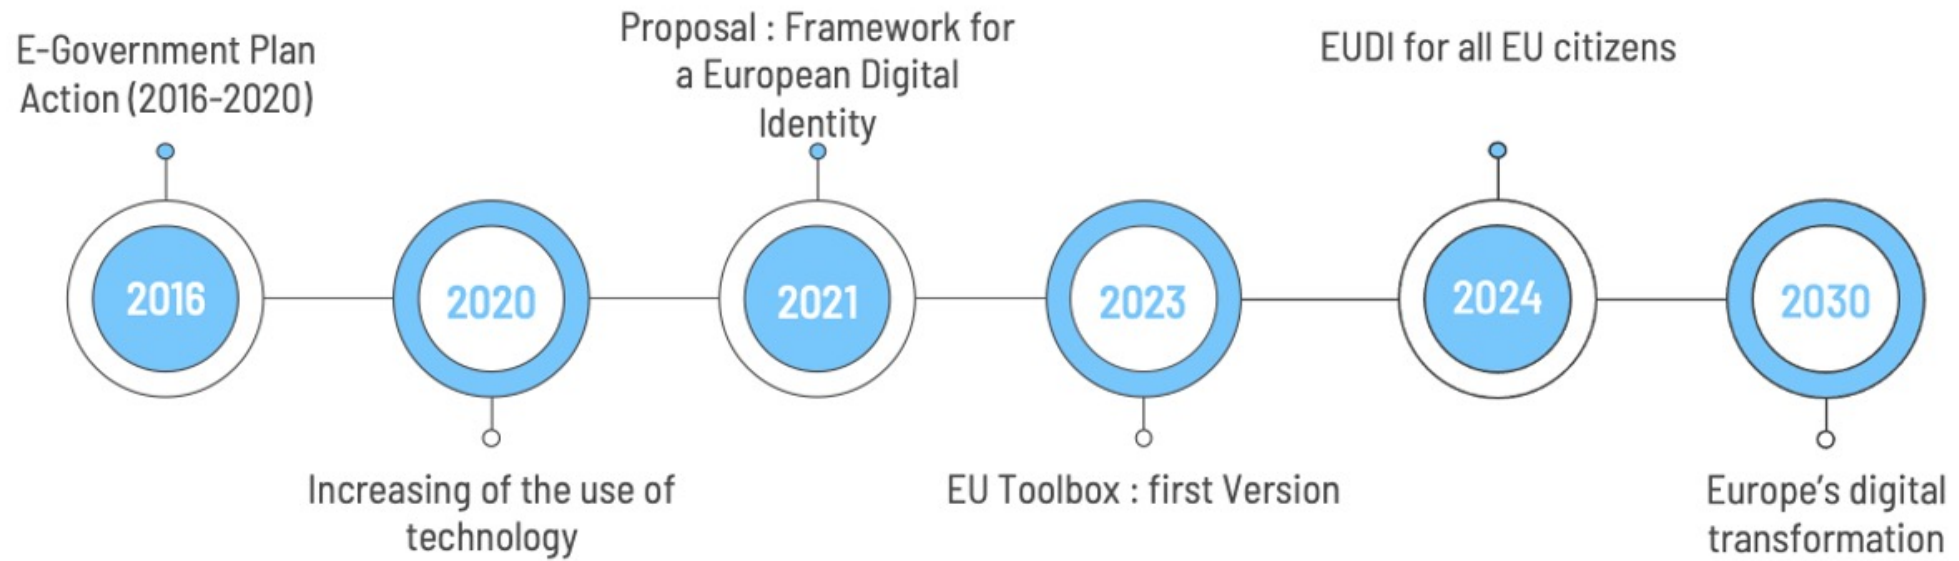 E-Government Plan
Action (2016-2020)
Proposal : Framework for
a European Digital
Identity
EUDI for all EU citizens
2016
2020
2021
2023
2024
2030
Increasing of the use of
technology
EU Toolbox : first Version
Europe's digital
transformation